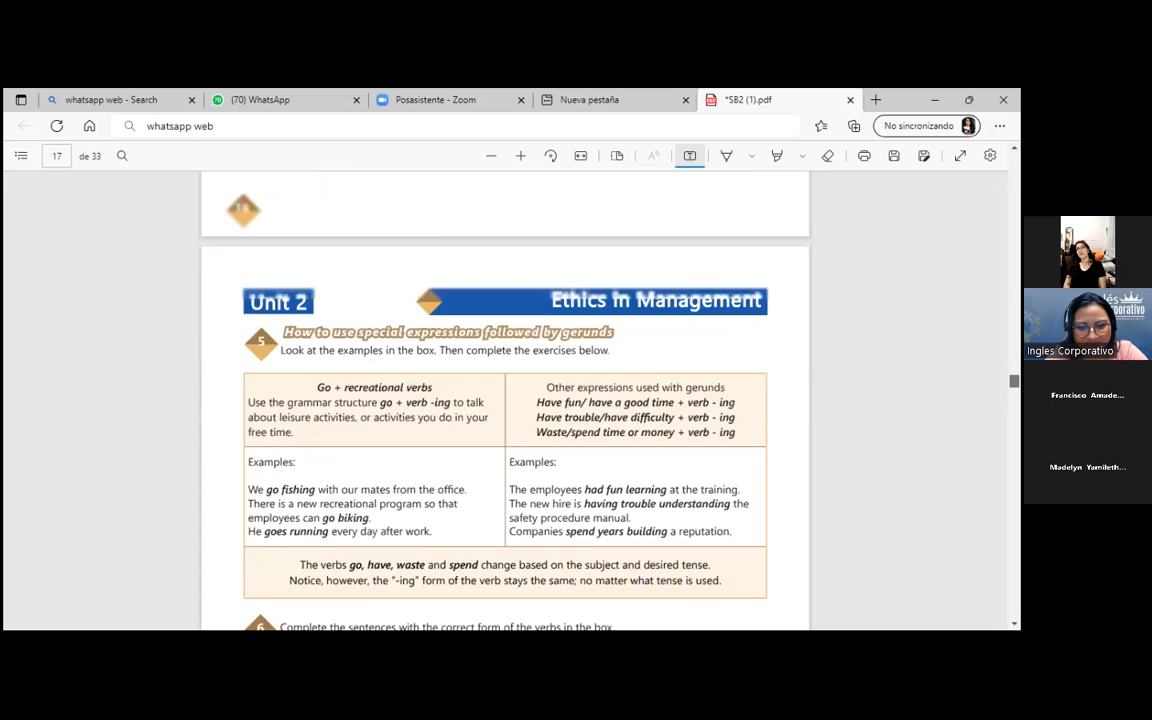 whatsapp web - Search
(70) WhatsApp
Posasistente - Zoom
Nueva pestaña
*SB2 (1).pdf
whatsapp web
No sincronizando
17 de 33
18
Unit 2
Ethics in Management
5 How to use special expressions followed by gerunds
Look at the examples in the box. Then complete the exercises below.
Go + recreational verbs
Use the grammar structure go + verb -ing to talk
about leisure activities, or activities you do in your
free time.
Other expressions used with gerunds
Have fun/ have a good time + verb - ing
Have trouble/have difficulty + verb - ing
Waste/spend time or money + verb - ing
Examples:
We go fishing with our mates from the office.
There is a new recreational program so that
employees can go biking.
He goes running every day after work.
Examples:
The employees had fun learning at the training.
The new hire is having trouble understanding the
safety procedure manual.
Companies spend years building a reputation.
The verbs go, have, waste and spend change based on the subject and desired tense.
Notice, however, the "-ing" form of the verb stays the same; no matter what tense is used.
6 Complete the sentences with the correct form of the verbs in the box.
Ingles Corporativo
Francisco Amade...
Madelyn Yamileth...